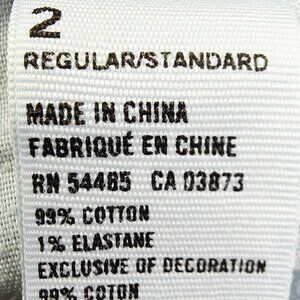 2
REGULAR/STANDARD
MADE IN CHINA
FABRIQUÉ EN CHINE
RN 54485 CA 03873
99% COTTON
1% ELASTANE
EXCLUSIVE OF DECORATION
99% COTON